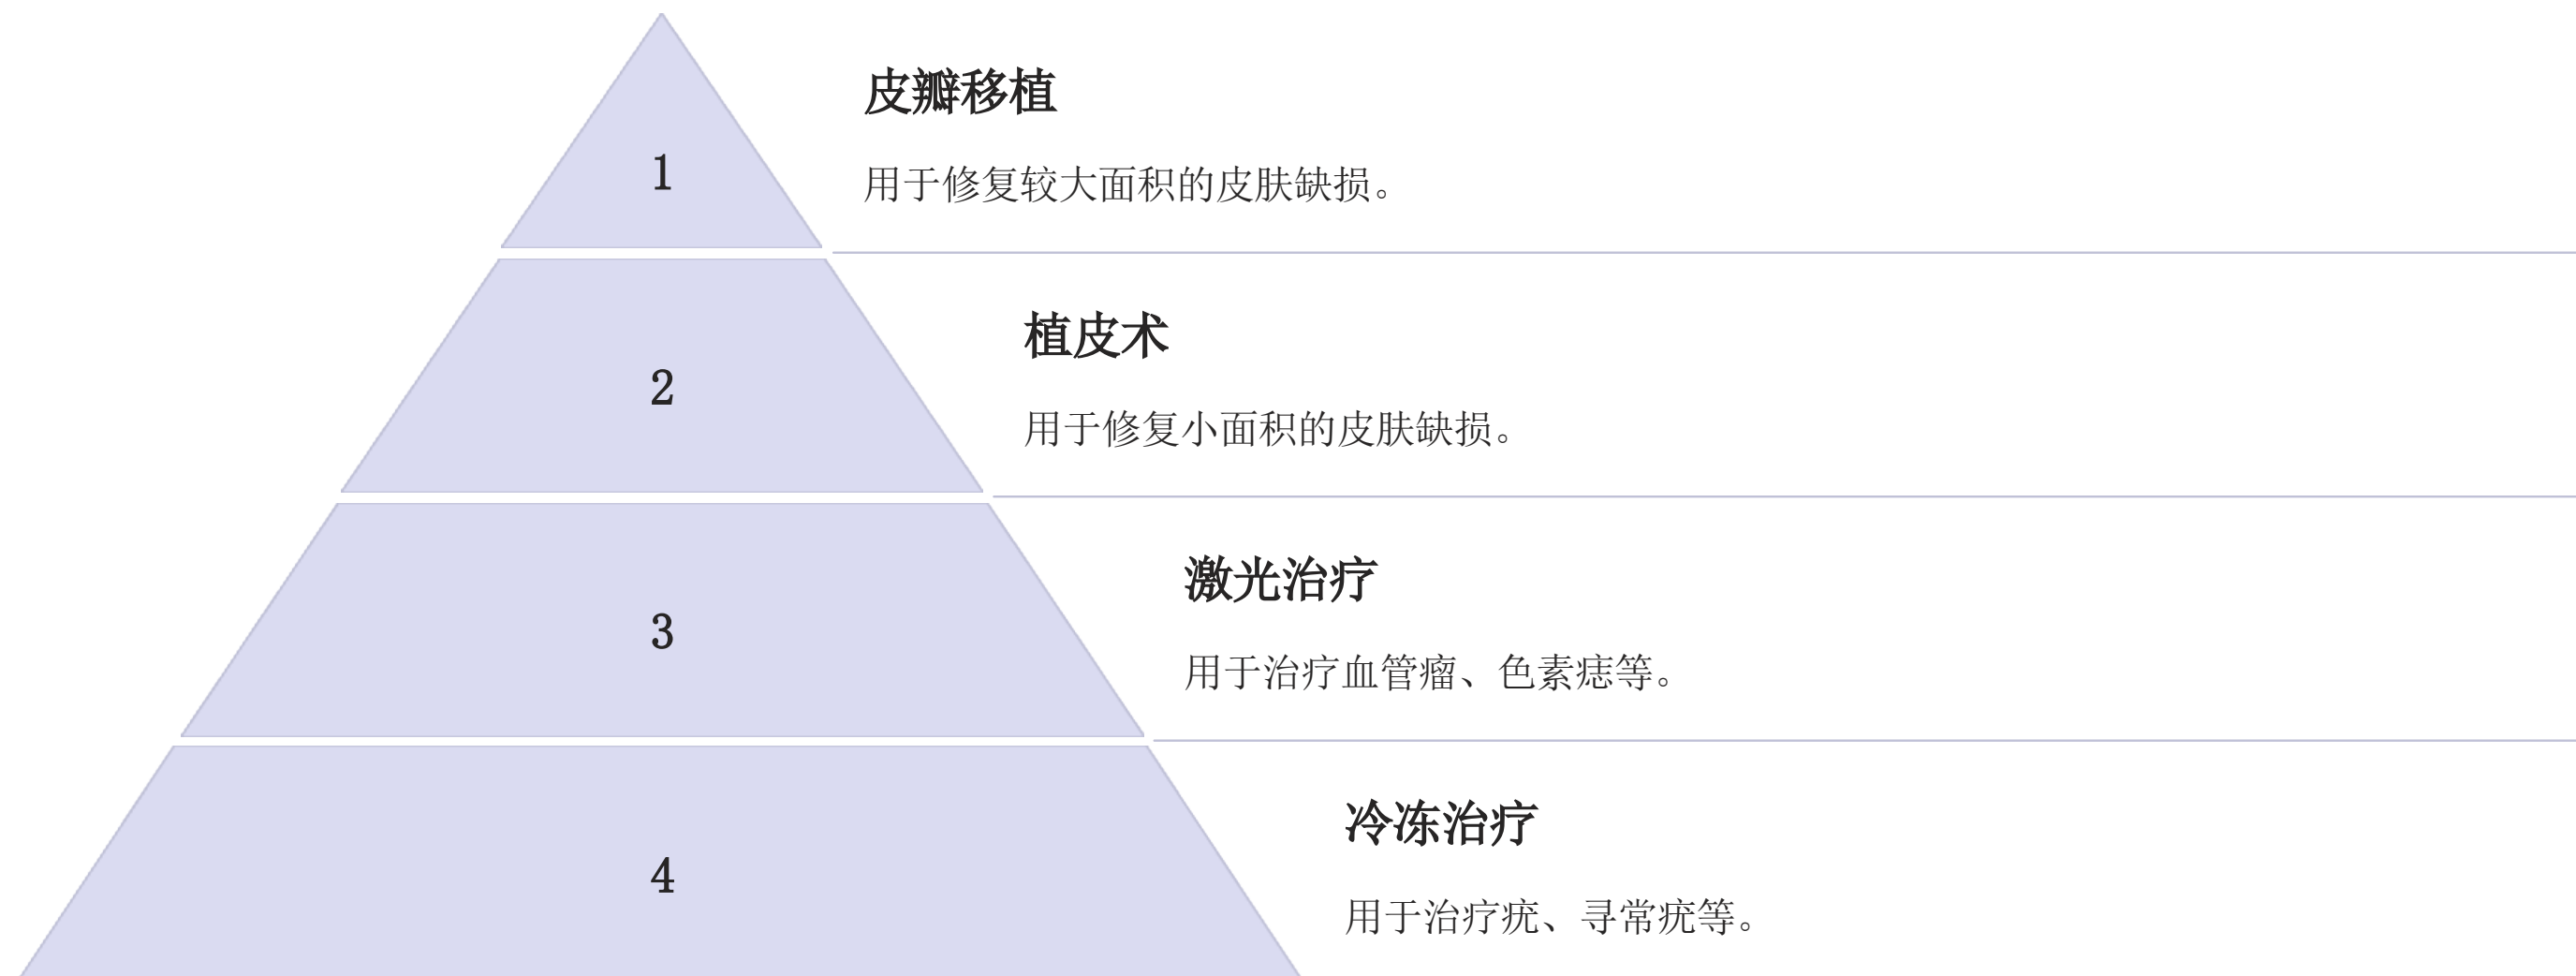 皮瓣移植
1
用于修复较大面积的皮肤缺损。
植皮术
2
用于修复小面积的皮肤缺损。
激光治疗
3
用于治疗血管瘤、色素痣等。
冷冻治疗
4
用于治疗疣、寻常疣等。